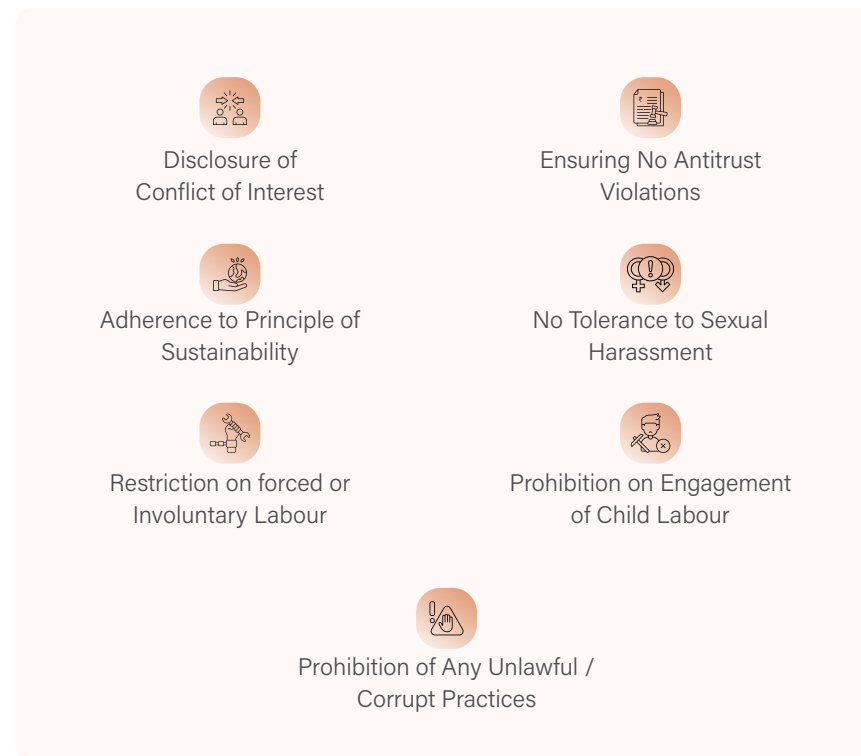 Disclosure of
Conflict of Interest
Ensuring No Antitrust
Violations
Adherence to Principle of
Sustainability
No Tolerance to Sexual
Harassment
Restriction on forced or
Involuntary Labour
Prohibition on Engagement
of Child Labour
Prohibition of Any Unlawful /
Corrupt Practices